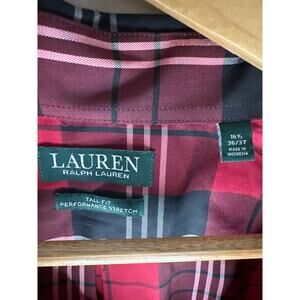 LAUREN
RALPH LAUREN
TALL FIT
PERFORMANCE STRETCH
16½
36/37
MADE IN
INDONESIA